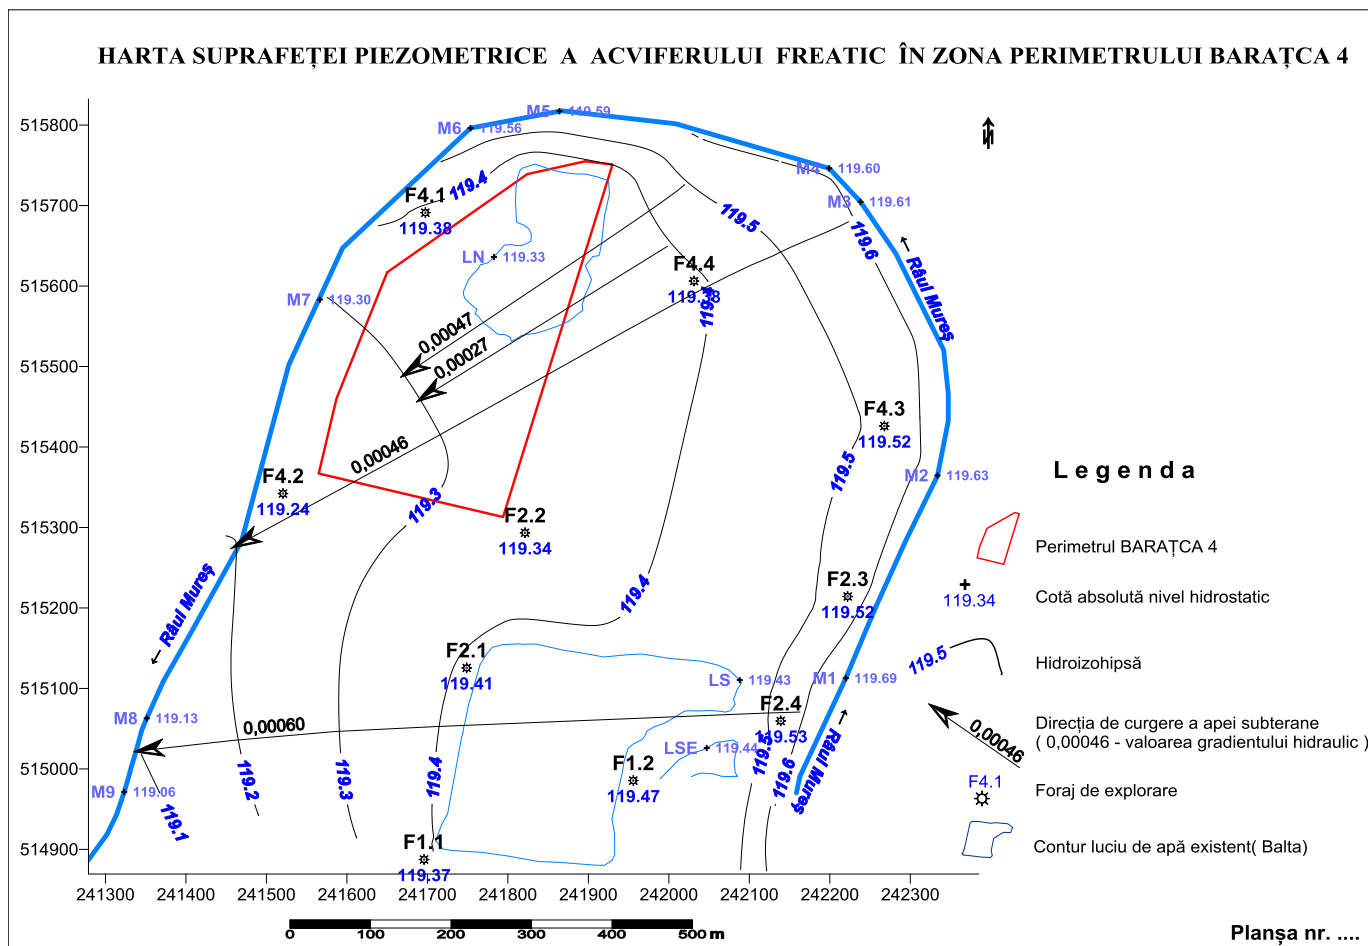 HARTA SUPRAFEȚEI PIEZOMETRICE A ACVIFERULUI FREATIC ÎN ZONA PERIMETRULUI BARAȚCA 4
515800
515700
515600
515500
515400
515300
515200
515100
515000
514900
241300 241400 241500 241600 241700 241800 241900 242000 242100 242200 242300
0 100 200 300 400 500 m
N
M5 119.59
M6 119.56
M4 119.60
M3 119.61
M7 119.30
M2 119.63
M1 119.69
M8 119.13
M9 119.06
LN 119.33
LS 119.43
LSE 119.44
F4.1
119.38
F4.4
119.38
F4.3
119.52
F4.2
119.24
F2.2
119.34
F2.3
119.52
F2.1
119.41
F2.4
119.53
F1.2
119.47
F1.1
119.37
119.4
119.5
119.6
119.4
119.5
119.3
119.4
119.5
119.6
119.4
119.3
119.2
119.1
0,00047
0,00027
0,00046
0,00060
Râul Mureș
Râul Mureș
Râul Mureș
Legenda
Perimetrul BARAȚCA 4
119.34
Cotă absolută nivel hidrostatic
119.5
Hidroizohipsă
0,00046
Direcția de curgere a apei subterane
( 0,00046 - valoarea gradientului hidraulic )
F4.1
Foraj de explorare
Contur luciu de apă existent( Balta)
Planșa nr. ....